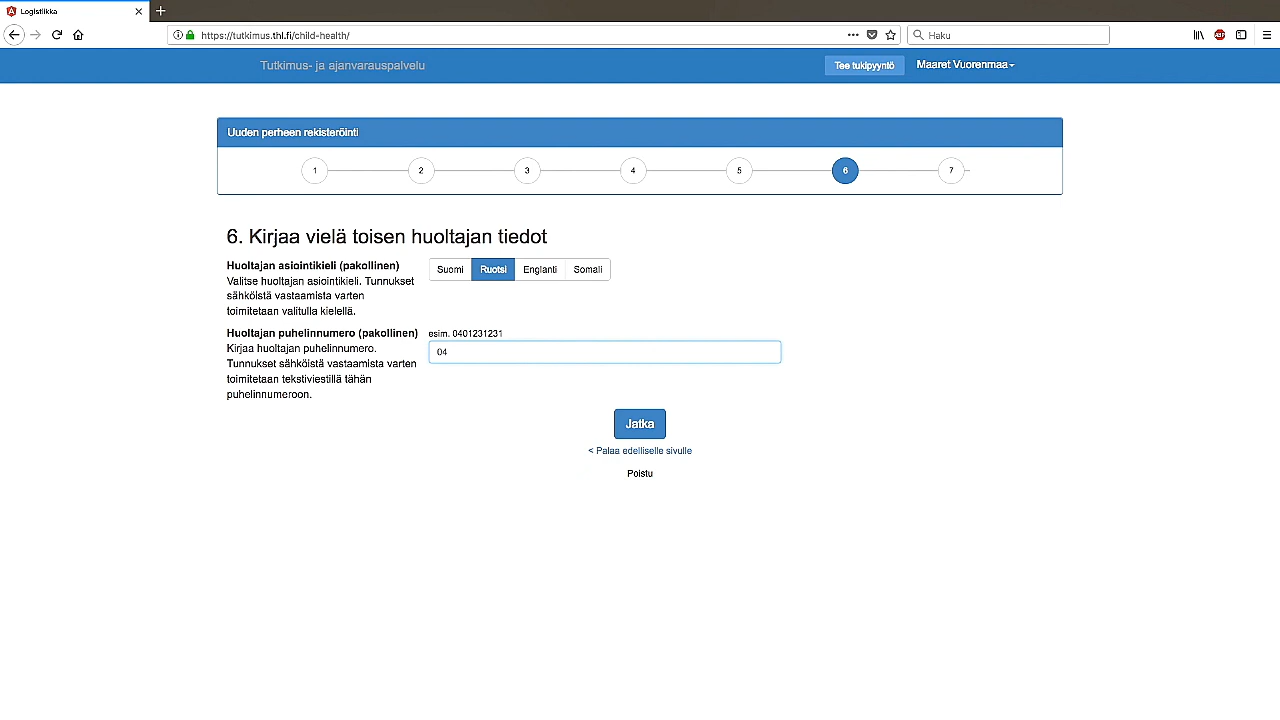 Logistiikka
https://tutkimus.thl.fi/child-health/
Haku
Tutkimus- ja ajanvarauspalvelu
Tee tukipyyntö
Maaret Vuorenmaa
Uuden perheen rekisteröinti
1 2 3 4 5 6 7
6. Kirjaa vielä toisen huoltajan tiedot
Huoltajan asiointikieli (pakollinen)
Valitse huoltajan asiointikieli. Tunnukset
sähköistä vastaamista varten
toimitetaan valitulla kielellä.
Suomi Ruotsi Englanti Somali
Huoltajan puhelinnumero (pakollinen)
Kirjaa huoltajan puhelinnumero.
Tunnukset sähköistä vastaamista varten
toimitetaan tekstiviestillä tähän
puhelinnumeroon.
esim. 0401231231
04
Jatka
< Palaa edelliselle sivulle
Poistu